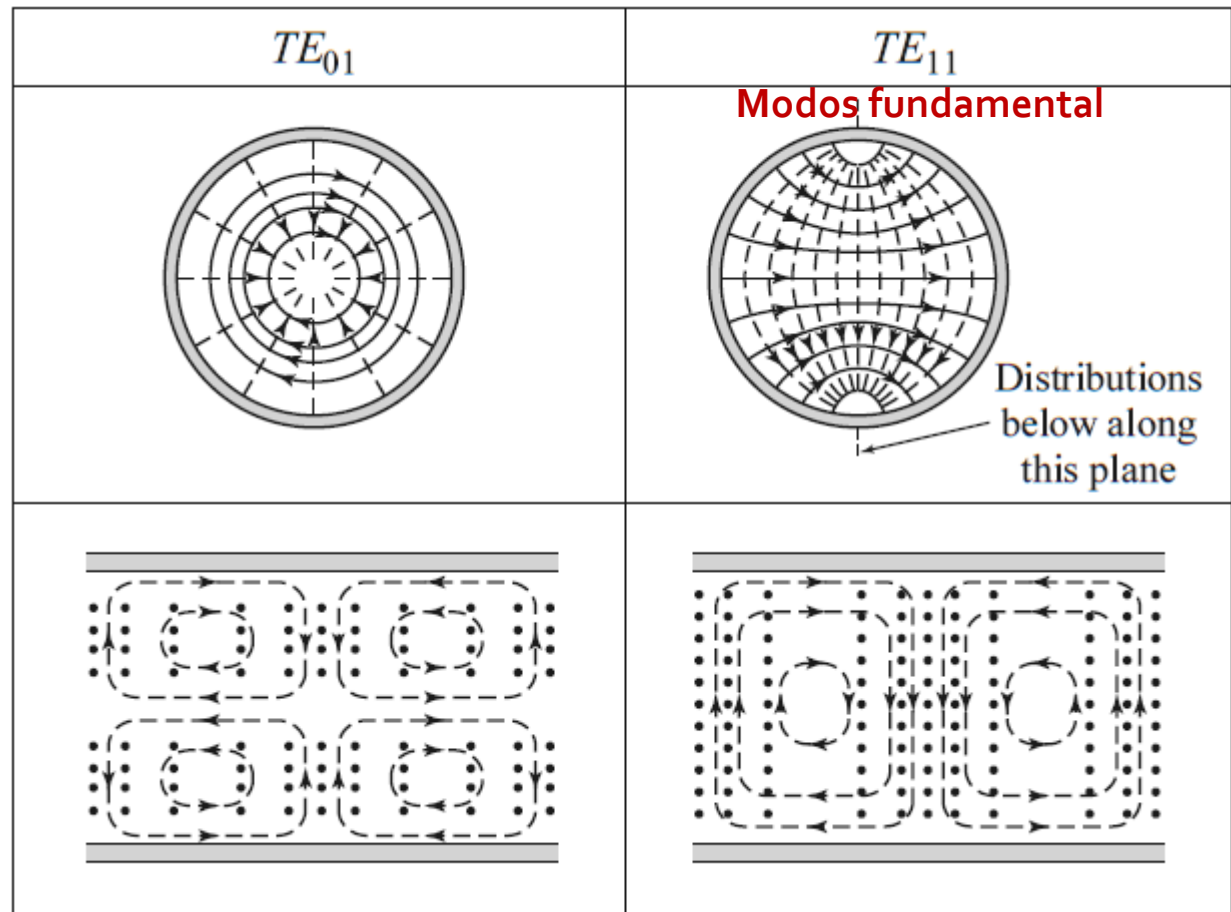 TE01
TE11
Modos fundamental
Distributions
below along
this plane